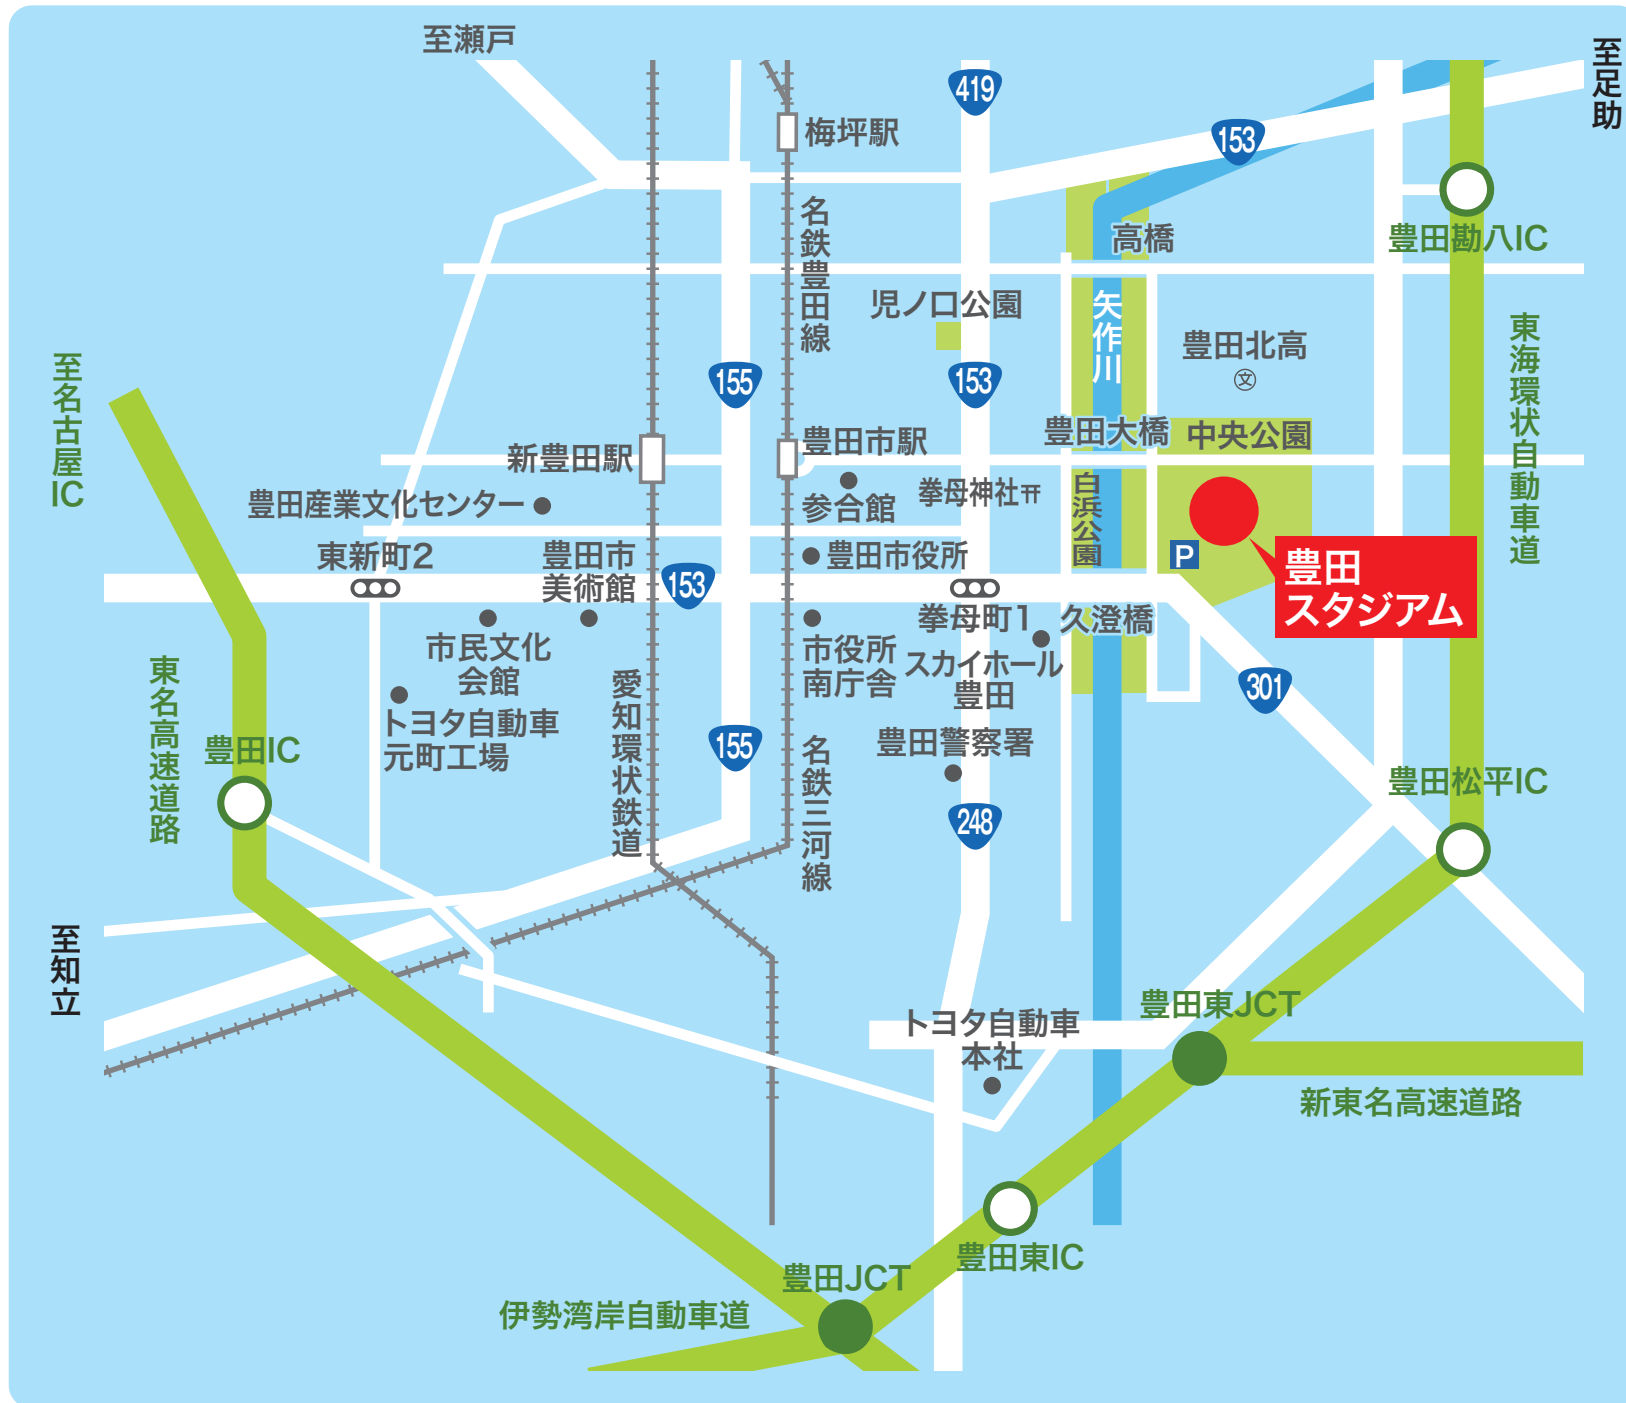 至瀬戸
至足助
419
153
梅坪駅
名鉄豊田線
高橋
豊田勘八IC
児ノ口公園
矢作川
豊田北高
文
東海環状自動車道
至名古屋IC
155
153
豊田大橋
中央公園
新豊田駅
豊田市駅
豊田産業文化センター
参合館
挙母神社
白浜公園
東新町2
豊田市
美術館
153
豊田市役所
P
豊田
スタジアム
挙母町1
久澄橋
市民文化
会館
市役所
南庁舎
スカイホール
豊田
301
愛知環状鉄道
東名高速道路
豊田IC
トヨタ自動車
元町工場
155
名鉄三河線
豊田警察署
248
豊田松平IC
至知立
豊田東JCT
トヨタ自動車
本社
新東名高速道路
豊田東IC
豊田JCT
伊勢湾岸自動車道